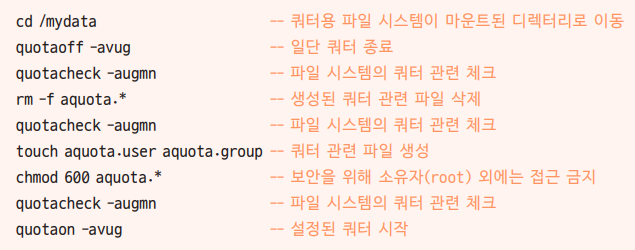 cd /mydata -- 쿼터용 파일 시스템이 마운트된 디렉터리로 이동
quotaoff -avug -- 일단 쿼터 종료
quotacheck -augmn -- 파일 시스템의 쿼터 관련 체크
rm -f aquota.* -- 생성된 쿼터 관련 파일 삭제
quotacheck -augmn -- 파일 시스템의 쿼터 관련 체크
touch aquota.user aquota.group -- 쿼터 관련 파일 생성
chmod 600 aquota.* -- 보안을 위해 소유자(root) 외에는 접근 금지
quotacheck -augmn -- 파일 시스템의 쿼터 관련 체크
quotaon -avug -- 설정된 쿼터 시작